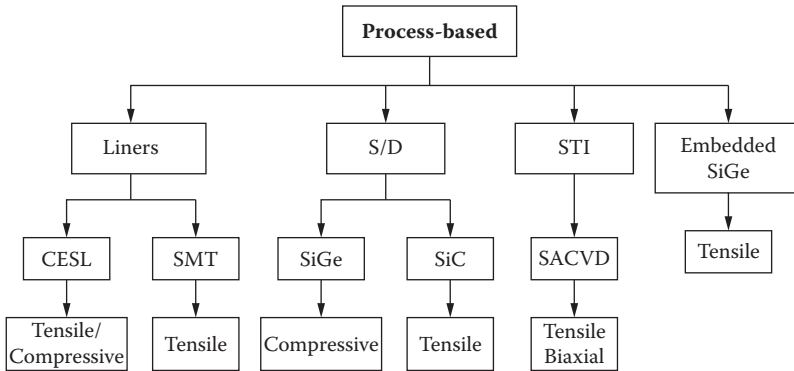 Process-based
Liners
S/D
STI
Embedded
SiGe
CESL
SMT
SiGe
SiC
SACVD
Tensile
Tensile/
Compressive
Tensile
Compressive
Tensile
Tensile
Biaxial